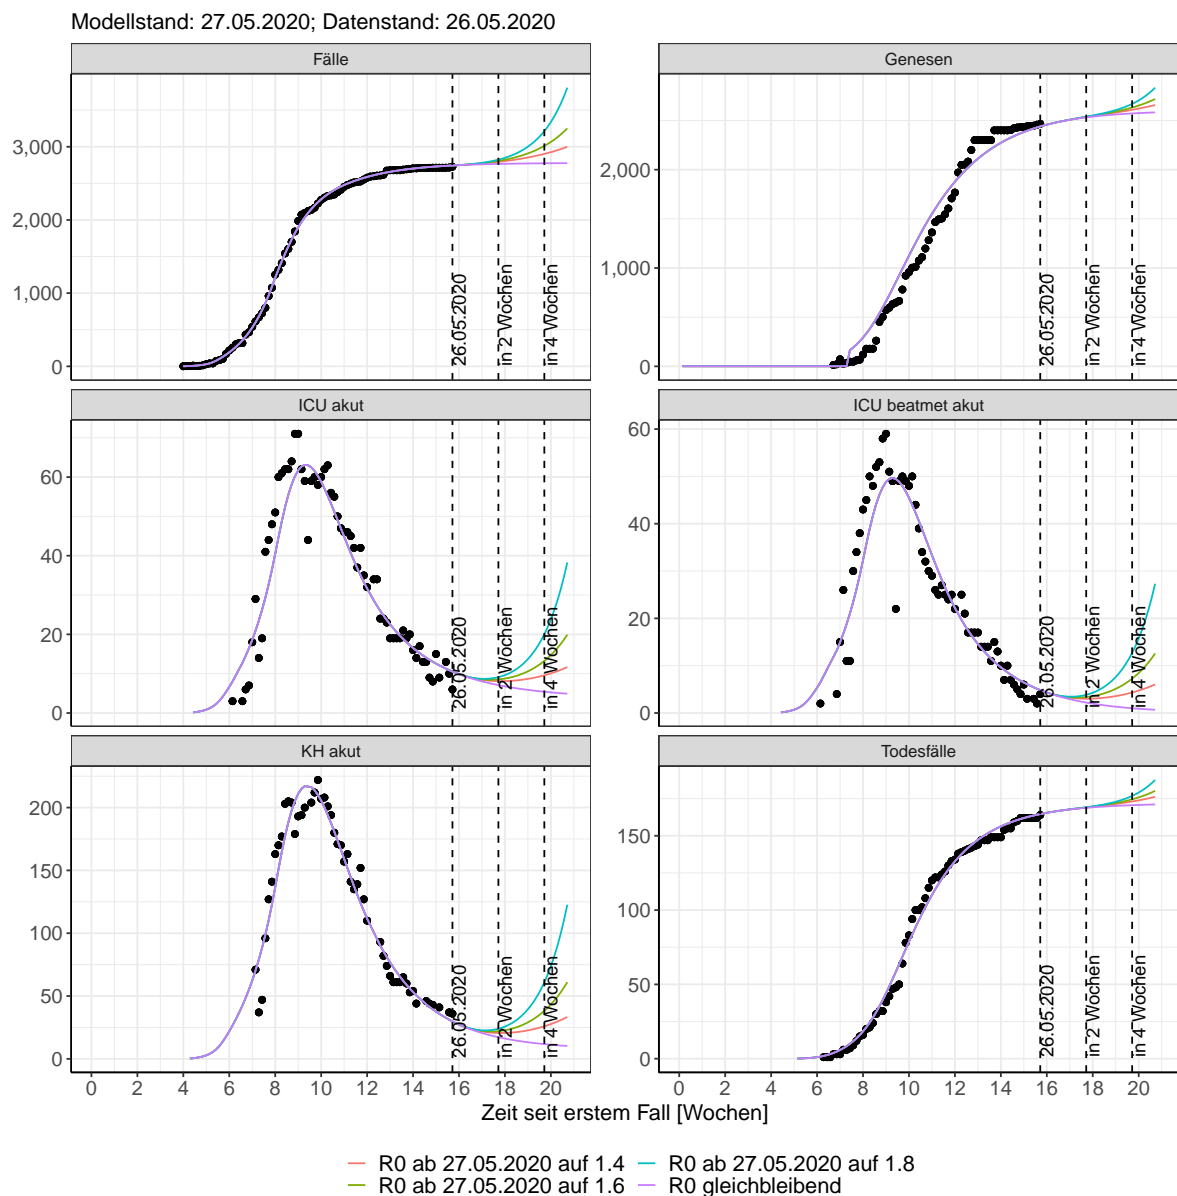 Modellstand: 27.05.2020; Datenstand: 26.05.2020
Fälle
Genesen
3,000
2,000
1,000
0
26.05.2020
in 2 Wochen
in 4 Wochen
2,000
1,000
0
26.05.2020
in 2 Wochen
in 4 Wochen
ICU akut
ICU beatmet akut
60
40
20
0
26.05.2020
in 2 Wochen
in 4 Wochen
60
40
20
0
26.05.2020
in 2 Wochen
in 4 Wochen
KH akut
Todesfälle
200
150
100
50
0
26.05.2020
in 2 Wochen
in 4 Wochen
150
100
50
0
26.05.2020
in 2 Wochen
in 4 Wochen
0 2 4 6 8 10 12 14 16 18 20
0 2 4 6 8 10 12 14 16 18 20
Zeit seit erstem Fall [Wochen]
R0 ab 27.05.2020 auf 1.4
R0 ab 27.05.2020 auf 1.8
R0 ab 27.05.2020 auf 1.6
R0 gleichbleibend